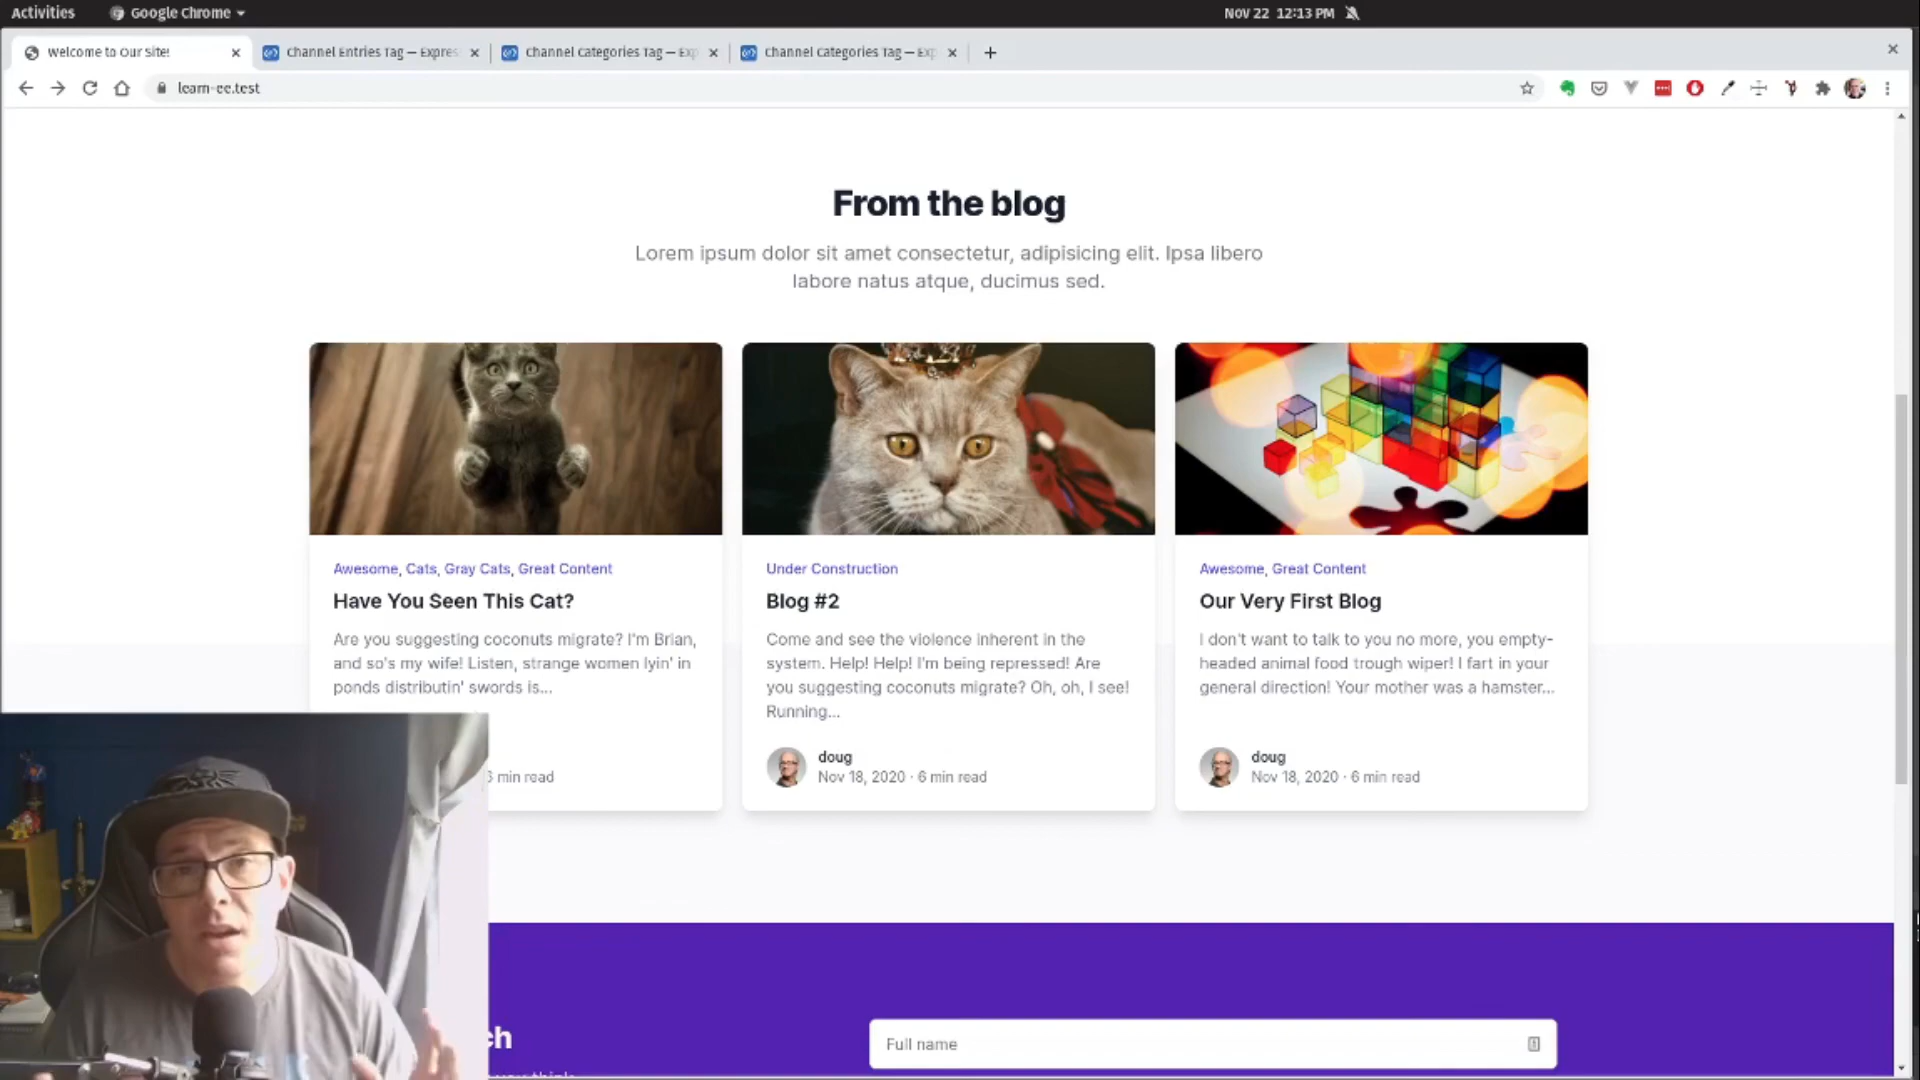 Activities
Google Chrome
Nov 22 12:13 PM
Welcome to Our Site!
Channel Entries Tag — Expres
Channel Categories Tag — Exp
Channel Categories Tag — Exp
learn-ee.test
From the blog
Lorem ipsum dolor sit amet consectetur, adipisicing elit. Ipsa libero
labore natus atque, ducimus sed.
Awesome, Cats, Gray Cats, Great Content
Have You Seen This Cat?
Are you suggesting coconuts migrate? I'm Brian,
and so's my wife! Listen, strange women lyin' in
ponds distributin' swords is...
min read
Under Construction
Blog #2
Come and see the violence inherent in the
system. Help! Help! I'm being repressed! Are
you suggesting coconuts migrate? Oh, oh, I see!
Running...
doug
Nov 18, 2020 · 6 min read
Awesome, Great Content
Our Very First Blog
I don't want to talk to you no more, you empty-
headed animal food trough wiper! I fart in your
general direction! Your mother was a hamster...
doug
Nov 18, 2020 · 6 min read
ch
Full name